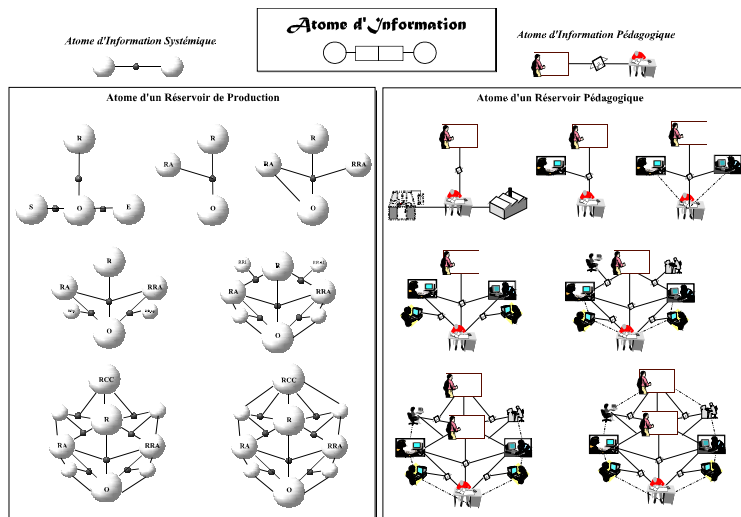 Atome d'Information
Atome d'Information Systémique
Atome d'Information Pédagogique
Atome d'un Réservoir de Production
Atome d'un Réservoir Pédagogique
R
S
O
E
R
RA
O
R
RA
RRA
O
R
RA
RRA
O
R
RA
RRA
O
RCC
R
RA
RRA
O
RCC
R
RA
RRA
O